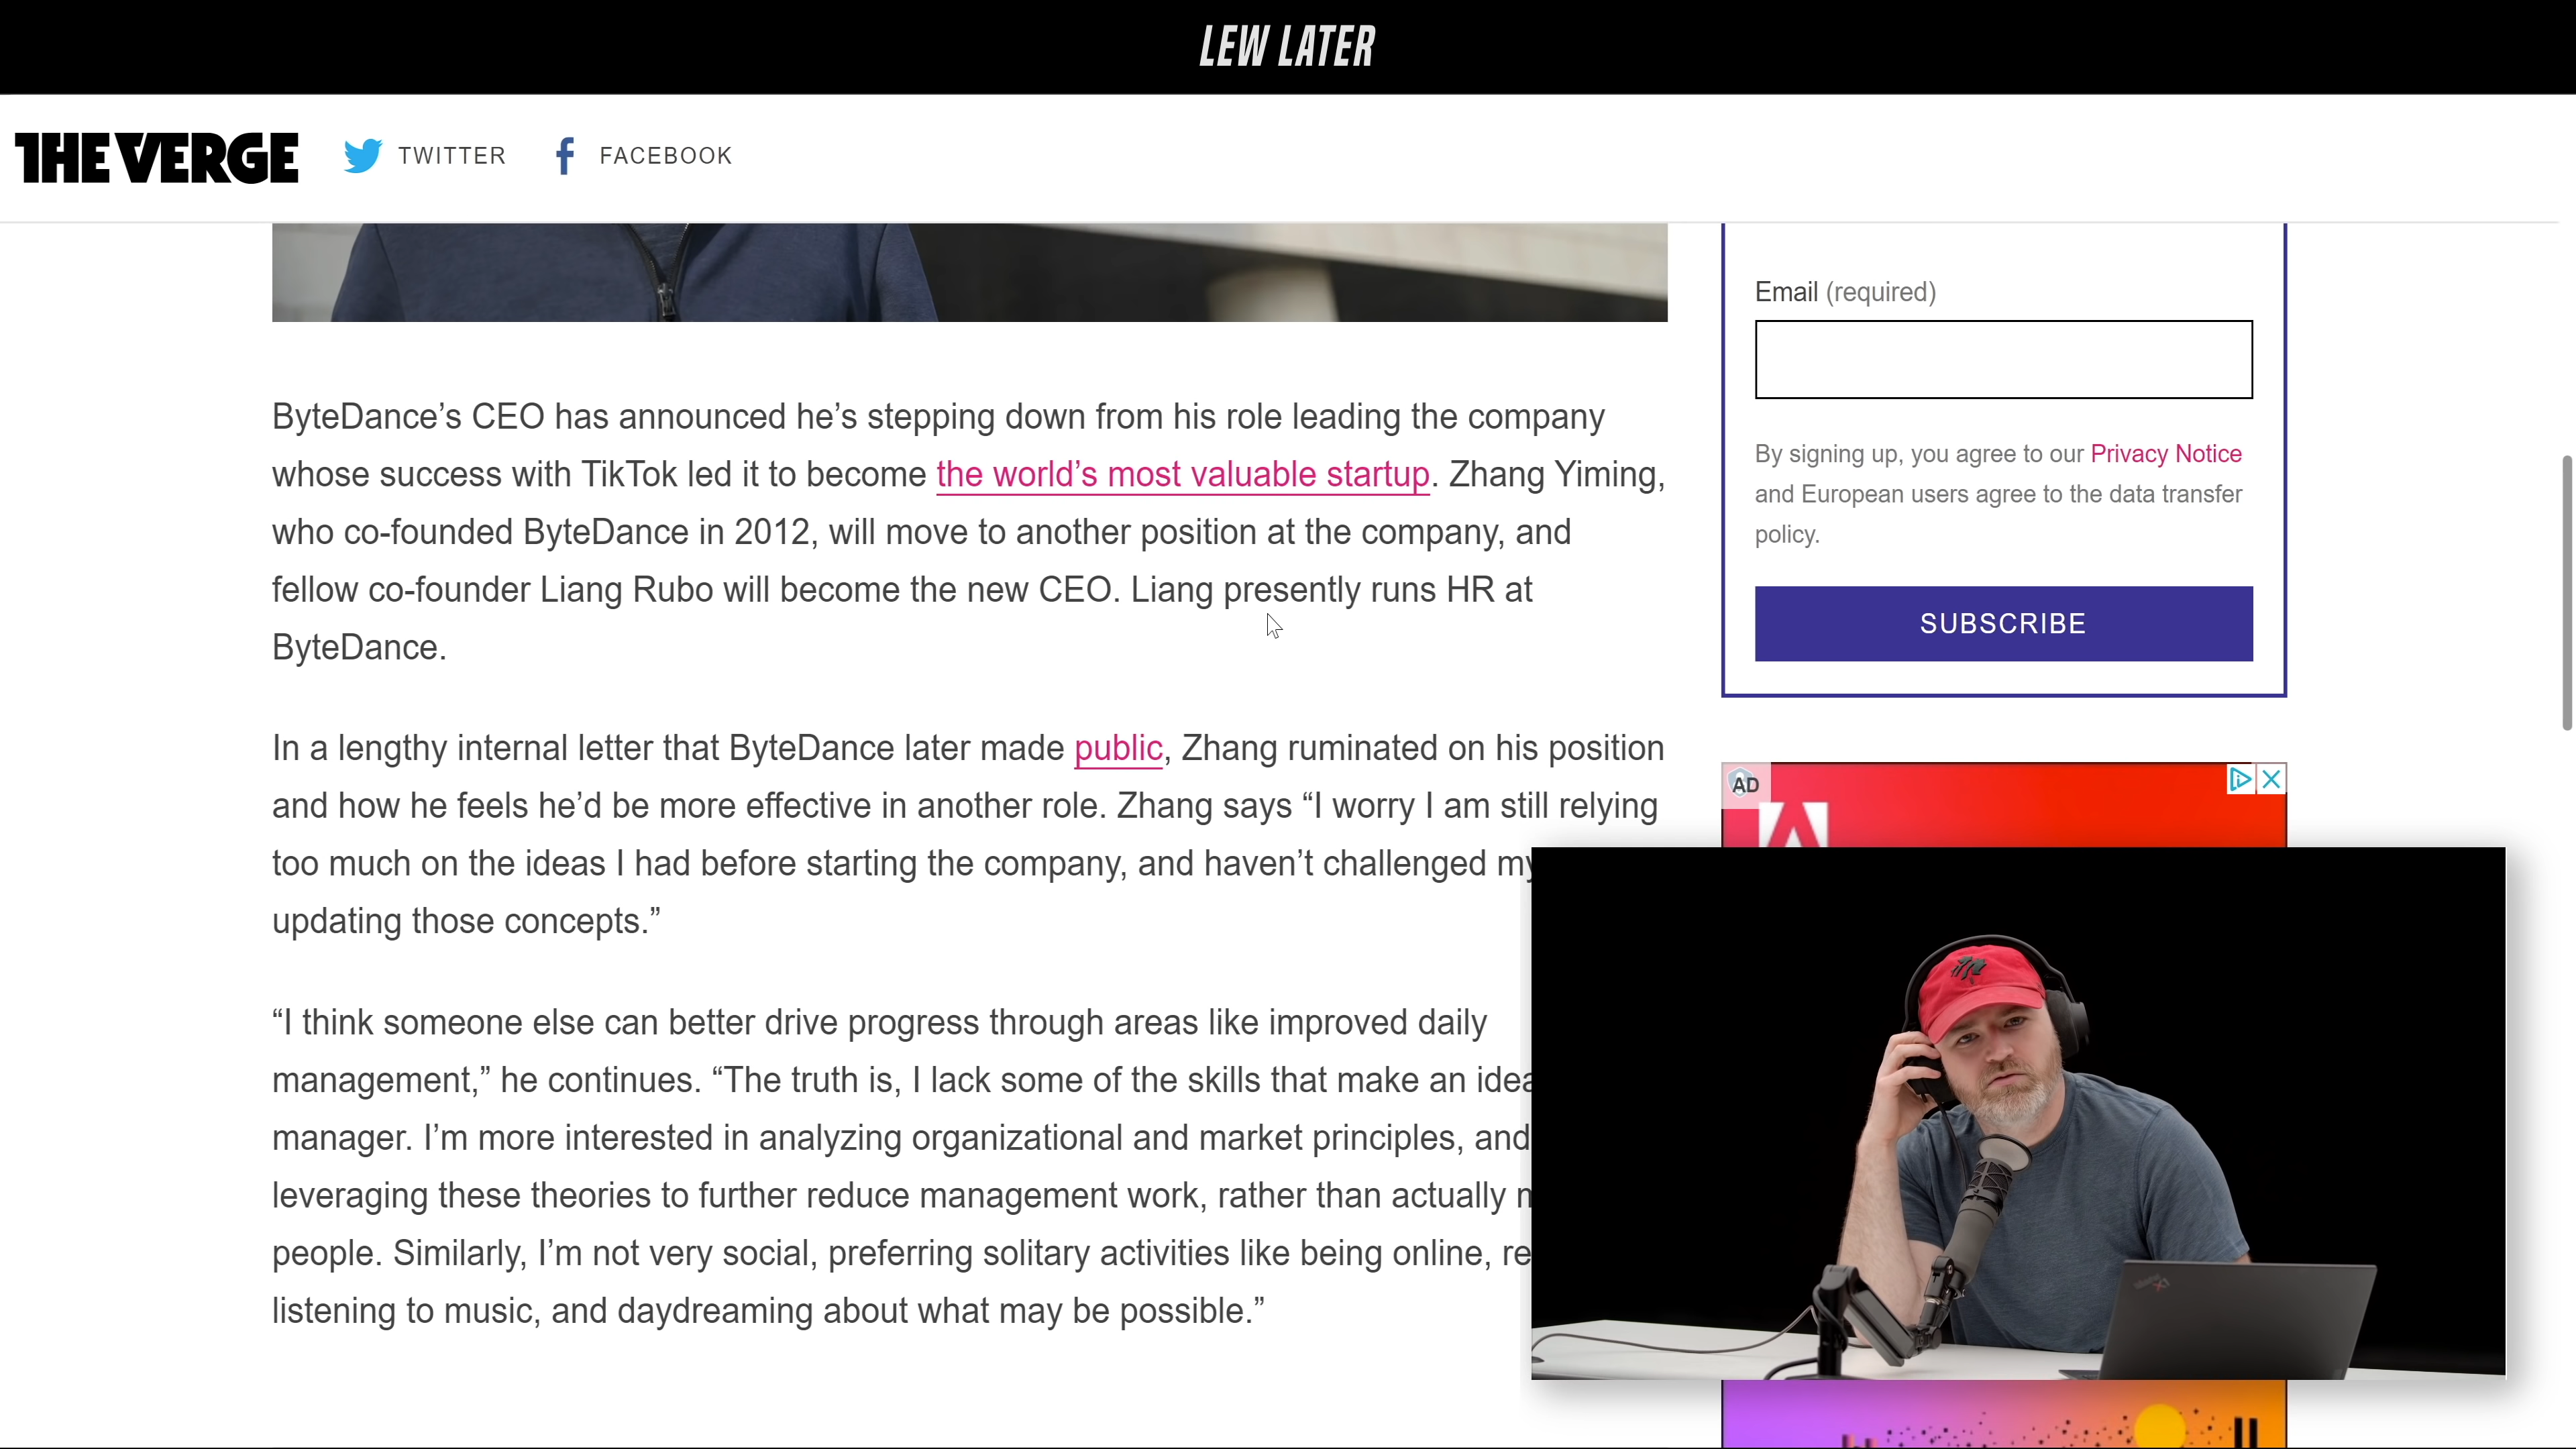 LEW LATER
THE VERGE TWITTER FACEBOOK
ByteDance’s CEO has announced he’s stepping down from his role leading the company
whose success with TikTok led it to become the world’s most valuable startup. Zhang Yiming,
who co-founded ByteDance in 2012, will move to another position at the company, and
fellow co-founder Liang Rubo will become the new CEO. Liang presently runs HR at
ByteDance.
In a lengthy internal letter that ByteDance later made public, Zhang ruminated on his position
and how he feels he’d be more effective in another role. Zhang says “I worry I am still relying
too much on the ideas I had before starting the company, and haven’t challenged
updating those concepts.”
“I think someone else can better drive progress through areas like improved daily
management,” he continues. “The truth is, I lack some of the skills that make an
manager. I’m more interested in analyzing organizational and market principles, and
leveraging these theories to further reduce management work, rather than actually
people. Similarly, I’m not very social, preferring solitary activities like being online,
listening to music, and daydreaming about what may be possible.”
Email (required)
By signing up, you agree to our Privacy Notice
and European users agree to the data transfer
policy.
SUBSCRIBE
AD